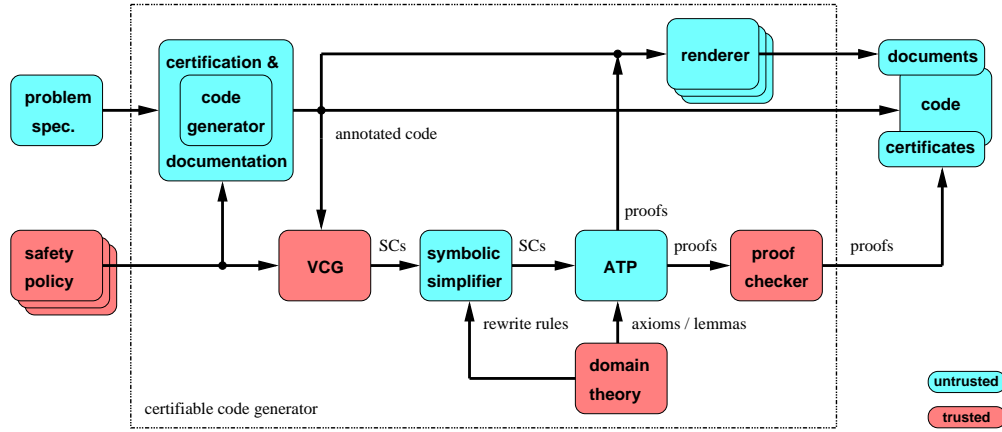 certification &
code
generator
documentation
problem
spec.
renderer
documents
code
certificates
annotated code
proofs
safety
policy
VCG
SCs
symbolic
simplifier
SCs
ATP
proofs
proof
checker
proofs
rewrite rules
axioms / lemmas
domain
theory
certifiable code generator
untrusted
trusted